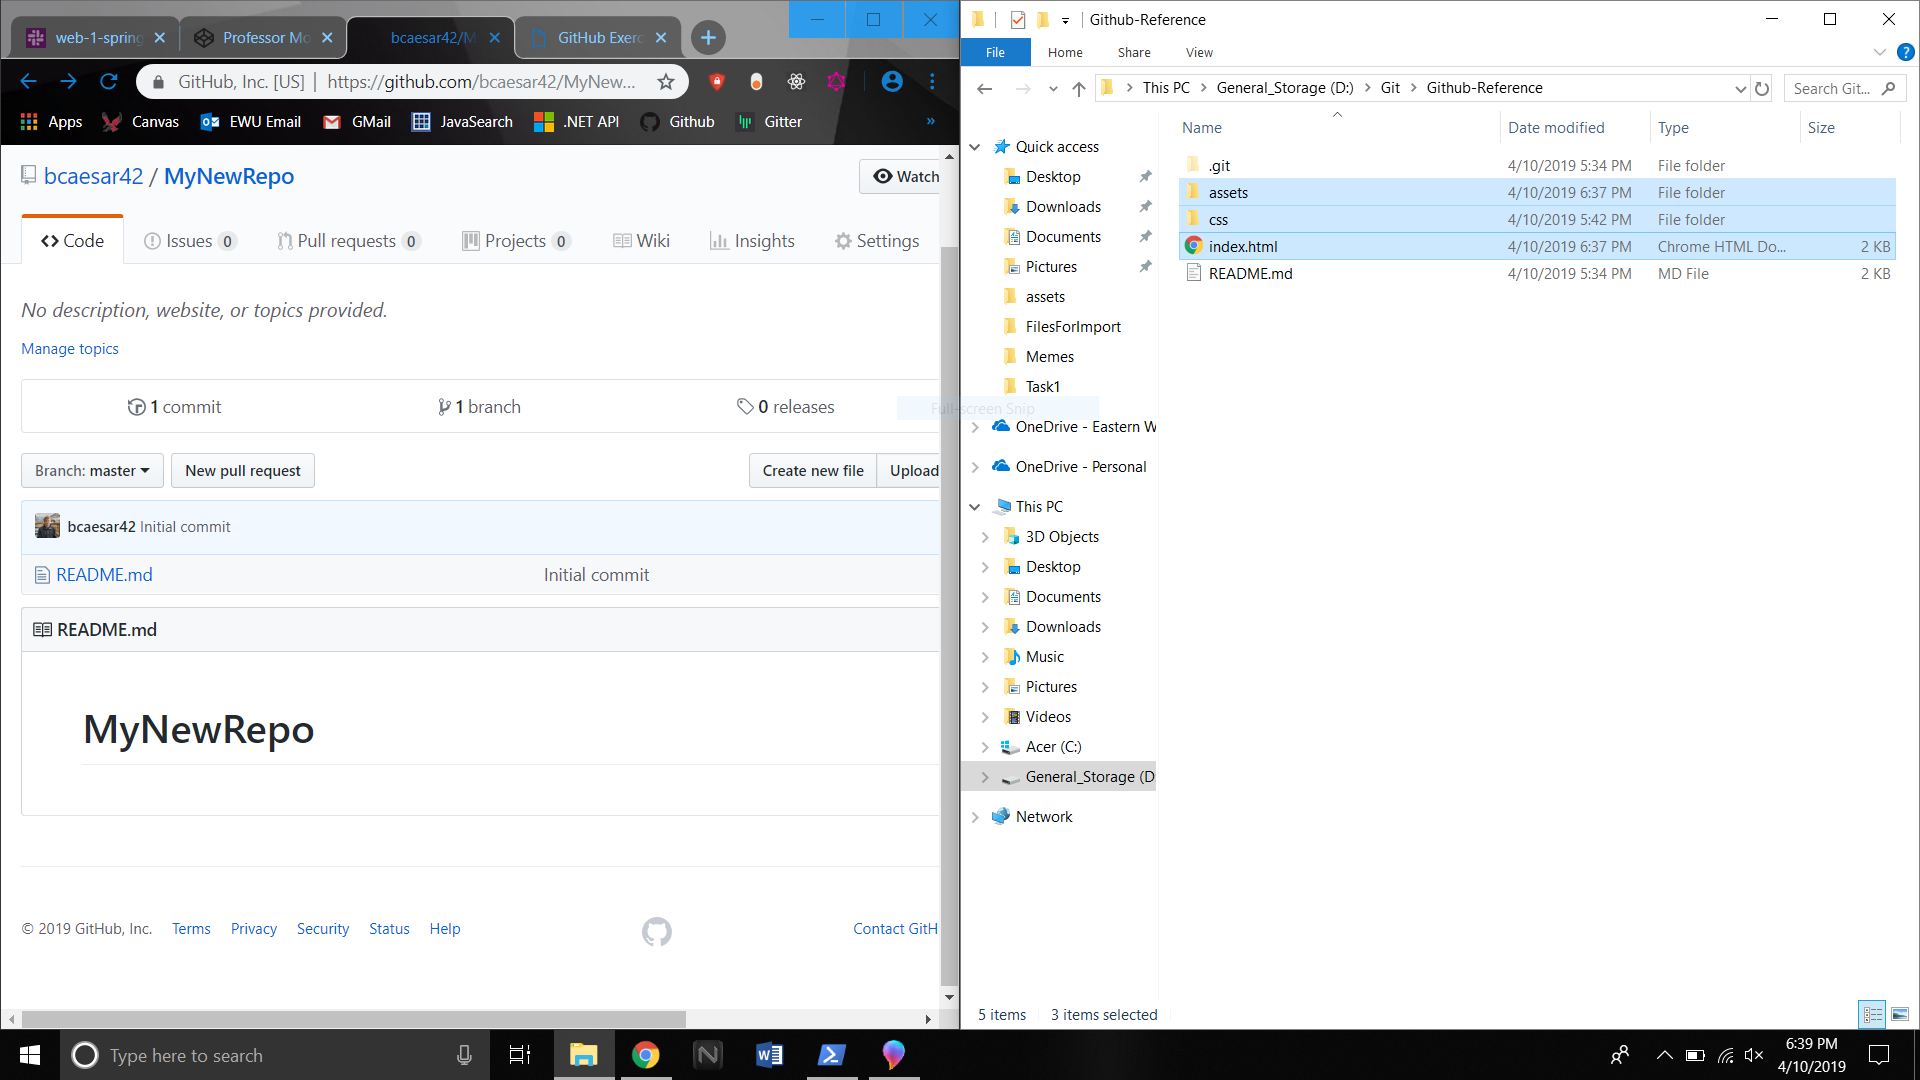 web-1-spring
Professor Mo
bcaesar42/M
GitHub Exerc
GitHub, Inc. [US] | https://github.com/bcaesar42/MyNew...
Apps
Canvas
EWU Email
GMail
JavaSearch
.NET API
Github
Gitter
»
bcaesar42 / MyNewRepo
Watch
Code
Issues 0
Pull requests 0
Projects 0
Wiki
Insights
Settings
No description, website, or topics provided.
Manage topics
1 commit
1 branch
0 releases
Branch: master
New pull request
Create new file
Upload
bcaesar42 Initial commit
README.md
Initial commit
README.md
MyNewRepo
© 2019 GitHub, Inc.
Terms
Privacy
Security
Status
Help
Contact GitH
Github-Reference
File
Home
Share
View
This PC
General_Storage (D:)
Git
Github-Reference
Search Git...
Quick access
Desktop
Downloads
Documents
Pictures
assets
FilesForImport
Memes
Task1
Full-screen Snip
OneDrive - Eastern W
OneDrive - Personal
This PC
3D Objects
Desktop
Documents
Downloads
Music
Pictures
Videos
Acer (C:)
General_Storage (D
Network
Name
Date modified
Type
Size
.git 4/10/2019 5:34 PM File folder
assets 4/10/2019 6:37 PM File folder
css 4/10/2019 5:42 PM File folder
index.html 4/10/2019 6:37 PM Chrome HTML Do... 2 KB
README.md 4/10/2019 5:34 PM MD File 2 KB
5 items
3 items selected
Type here to search
6:39 PM
4/10/2019